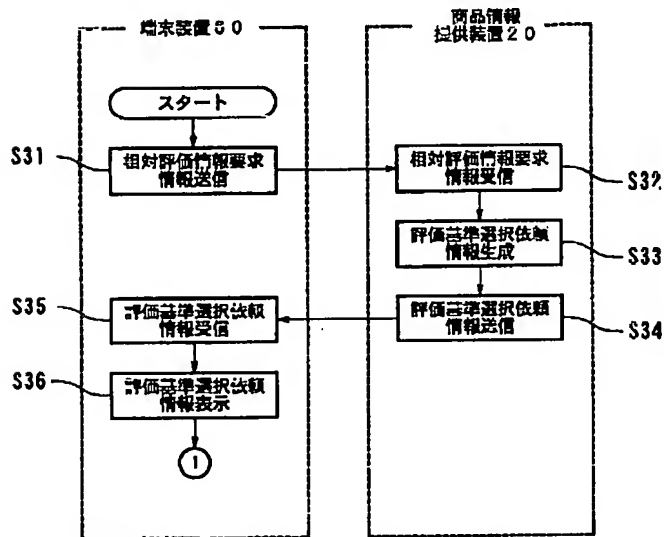 端末装置60
商品情報
提供装置20
スタート
S31
相対評価情報要求
情報送信
相対評価情報要求
情報受信
S32
評価基準選択依頼
情報生成
S33
S35
評価基準選択依頼
情報受信
評価基準選択依頼
情報送信
S34
S36
評価基準選択依頼
情報表示
1